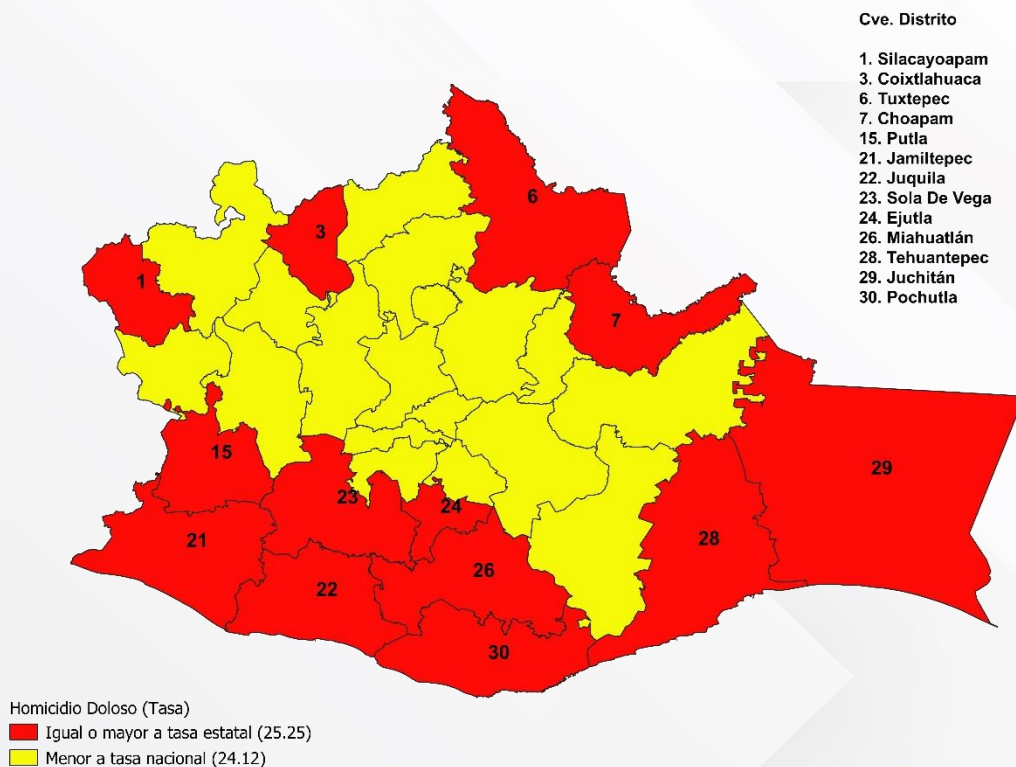 Cve. Distrito
1. Silacayoapam
3. Coixtlahuaca
6. Tuxtepec
7. Choapam
15. Putla
21. Jamiltepec
22. Juquila
23. Sola De Vega
24. Ejutla
26. Miahuatlán
28. Tehuantepec
29. Juchitán
30. Pochutla
6
3
1
7
15
29
23
24
21
28
26
22
30
Homicidio Doloso (Tasa)
Igual o mayor a tasa estatal (25.25)
Menor a tasa nacional (24.12)